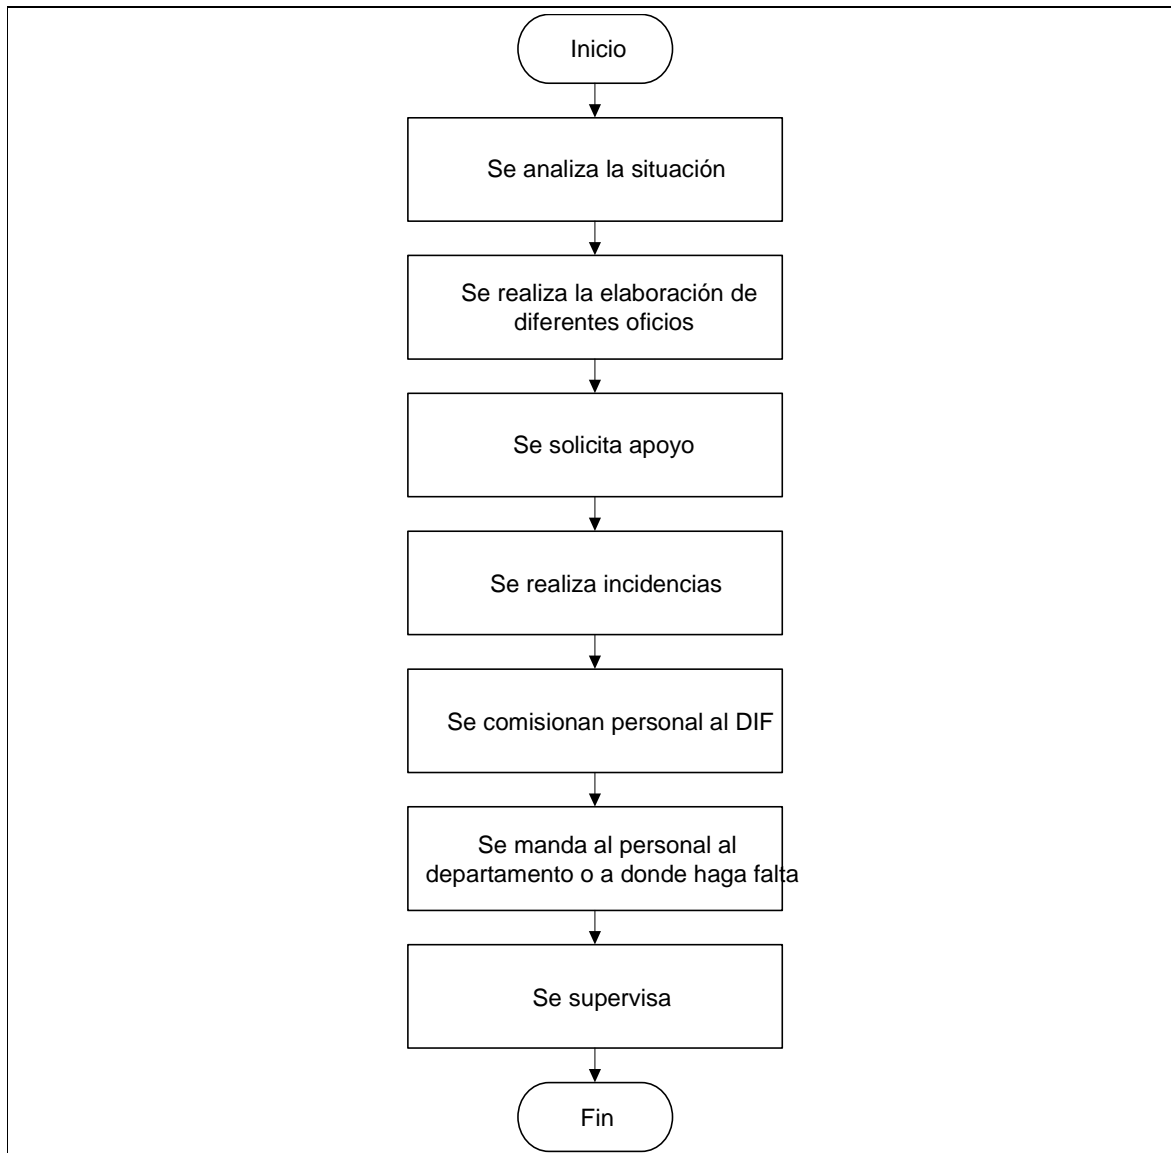 Inicio
Se analiza la situación
Se realiza la elaboración de
diferentes oficios
Se solicita apoyo
Se realiza incidencias
Se comisionan personal al DIF
Se manda al personal al
departamento o a donde haga falta
Se supervisa
Fin